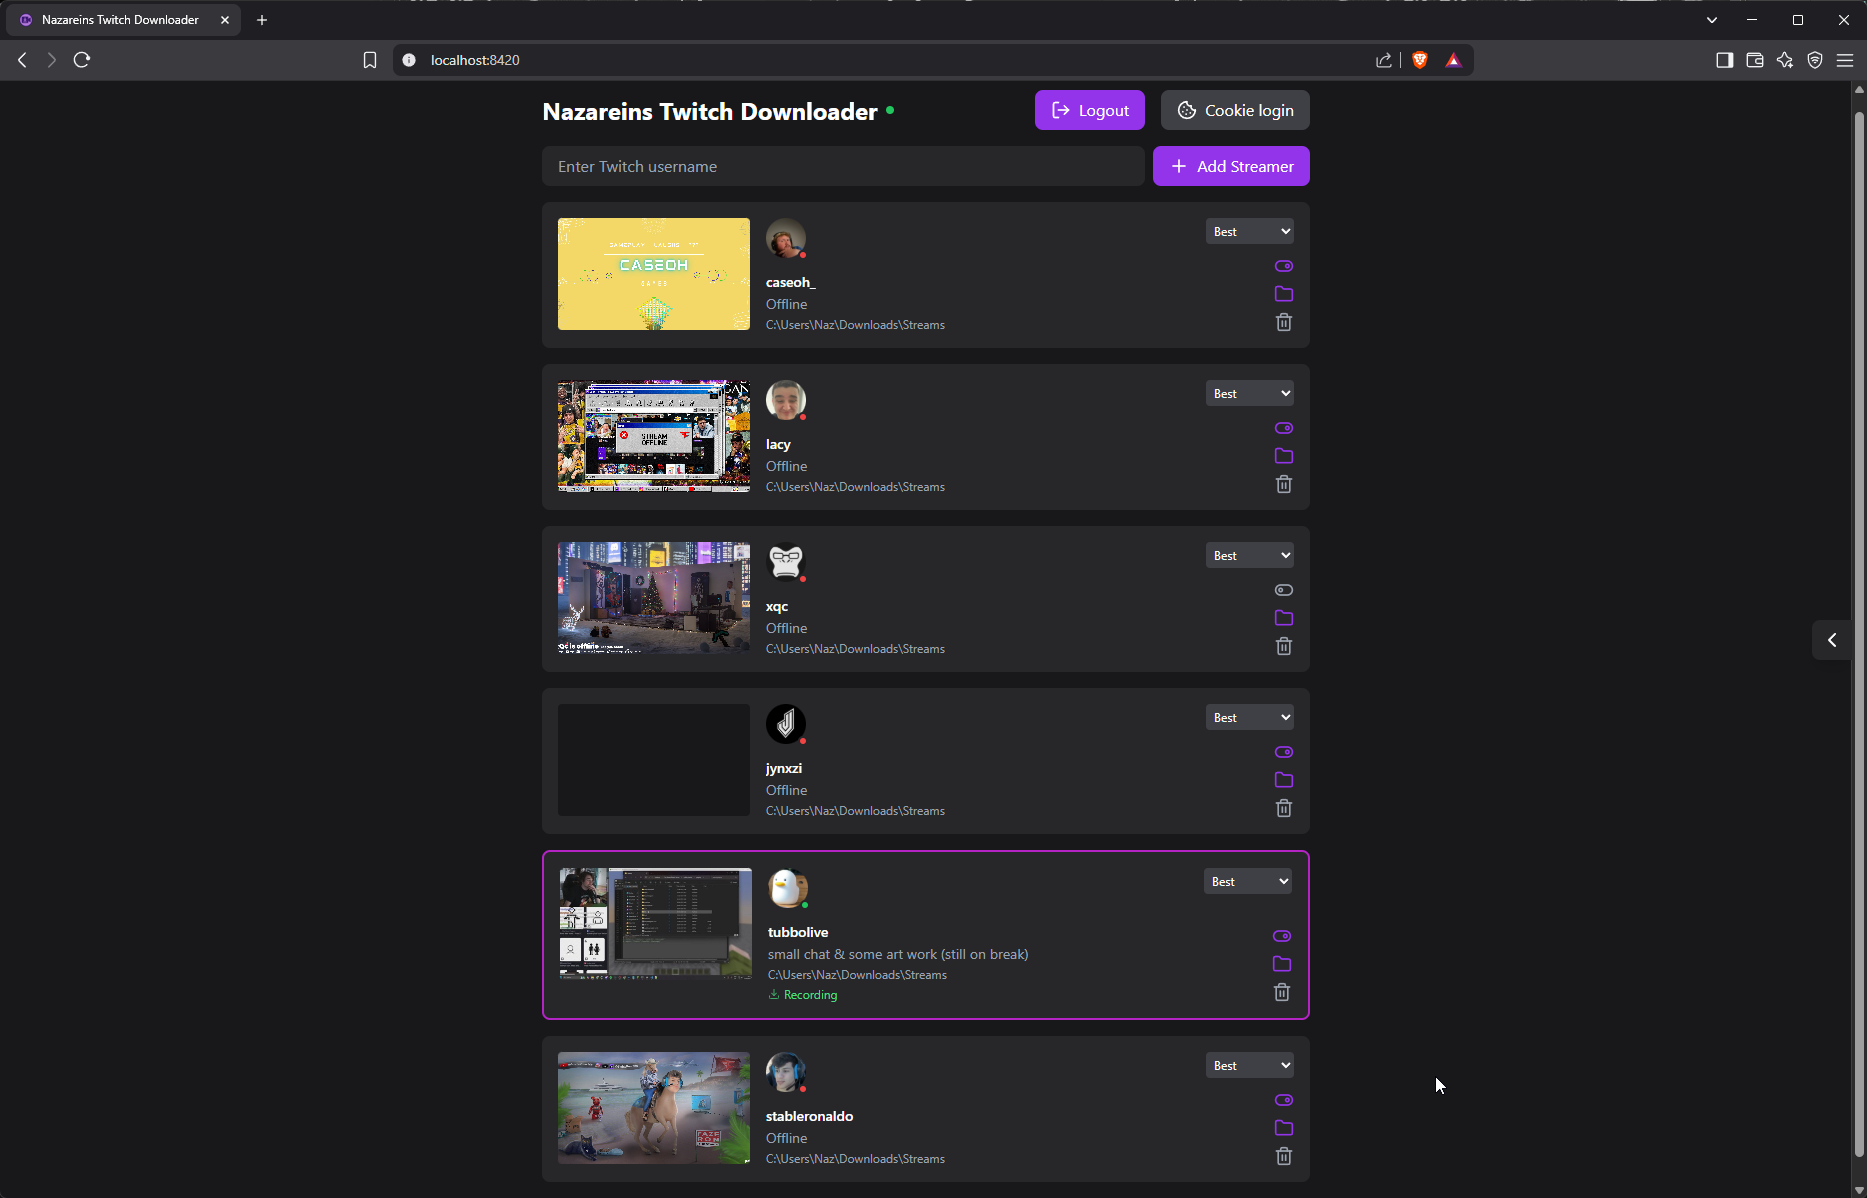 Nazareins Twitch Downloader
localhost:8420
Nazareins Twitch Downloader
Logout
Cookie login
Enter Twitch username
Add Streamer
CASEOH
GAMES
caseoh_
Offline
C:\Users\Naz\Downloads\Streams
Best
STREAM
OFFLINE
lacy
Offline
C:\Users\Naz\Downloads\Streams
Best
xqc
Offline
C:\Users\Naz\Downloads\Streams
Best
jynxzi
Offline
C:\Users\Naz\Downloads\Streams
Best
tubbolive
small chat & some art work (still on break)
C:\Users\Naz\Downloads\Streams
Recording
Best
FAZE
stableronaldo
Offline
C:\Users\Naz\Downloads\Streams
Best